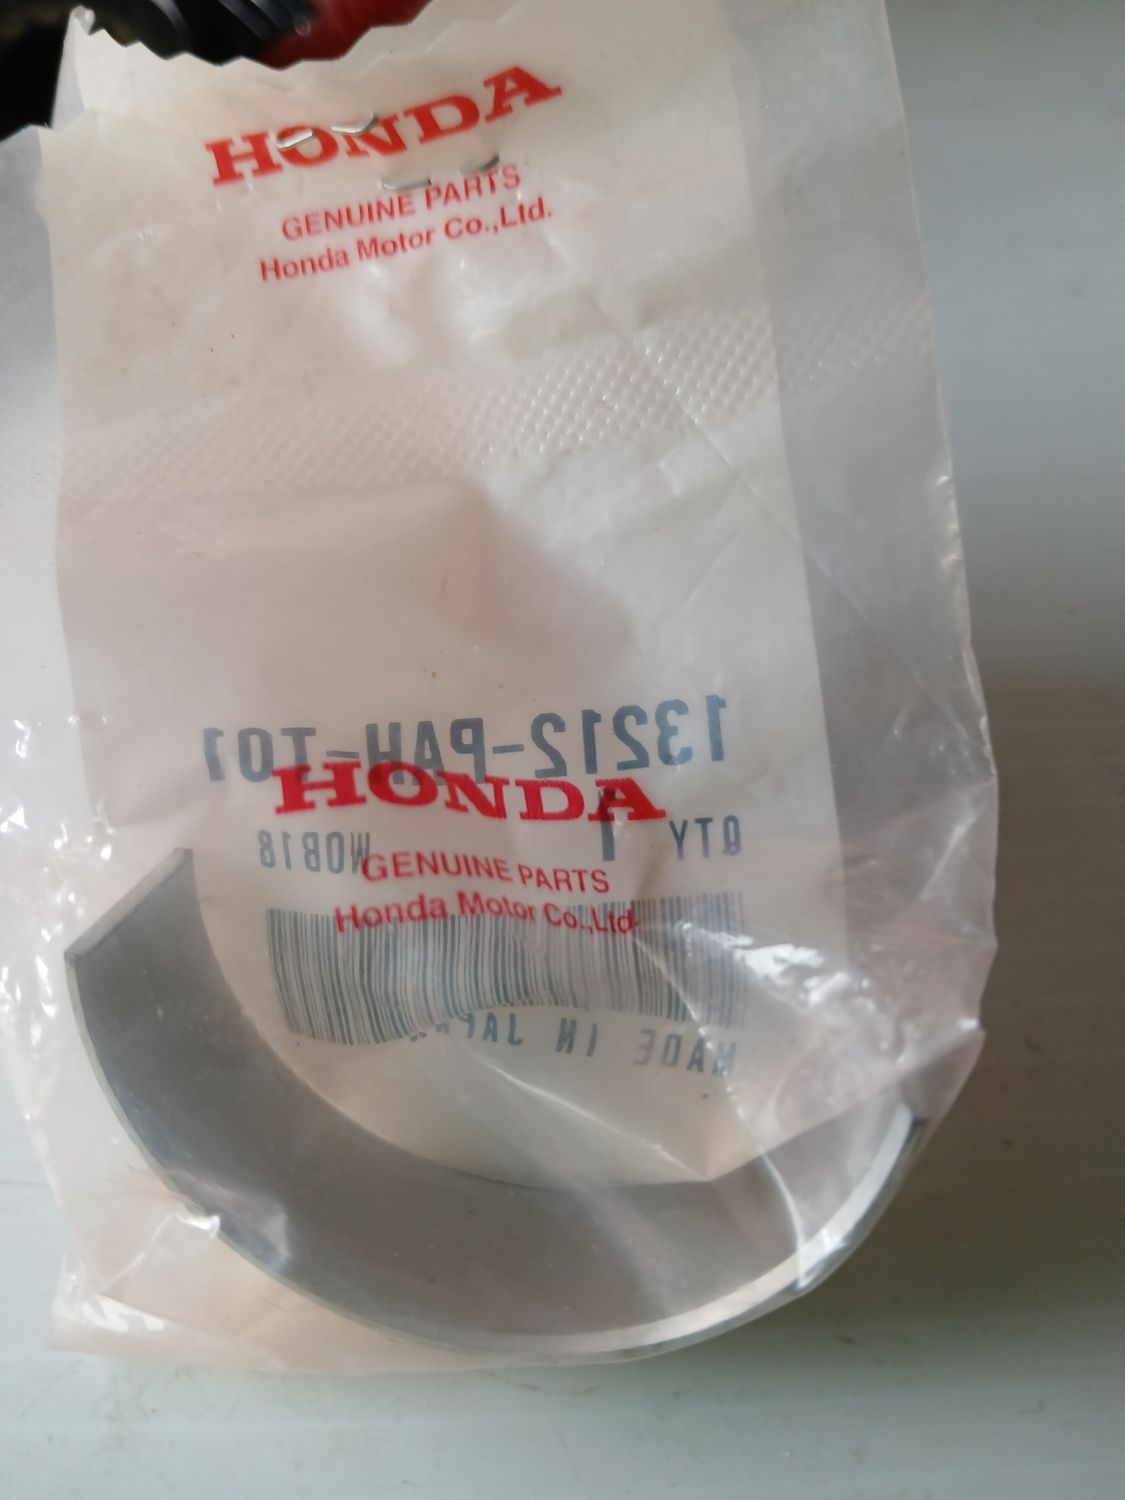 HONDA
GENUINE PARTS
Honda Motor Co.,Ltd.
13212-PAH-T01
HONDA
QTY 1 WOB18
GENUINE PARTS
Honda Motor Co.,Ltd
MADE IN JAPAN